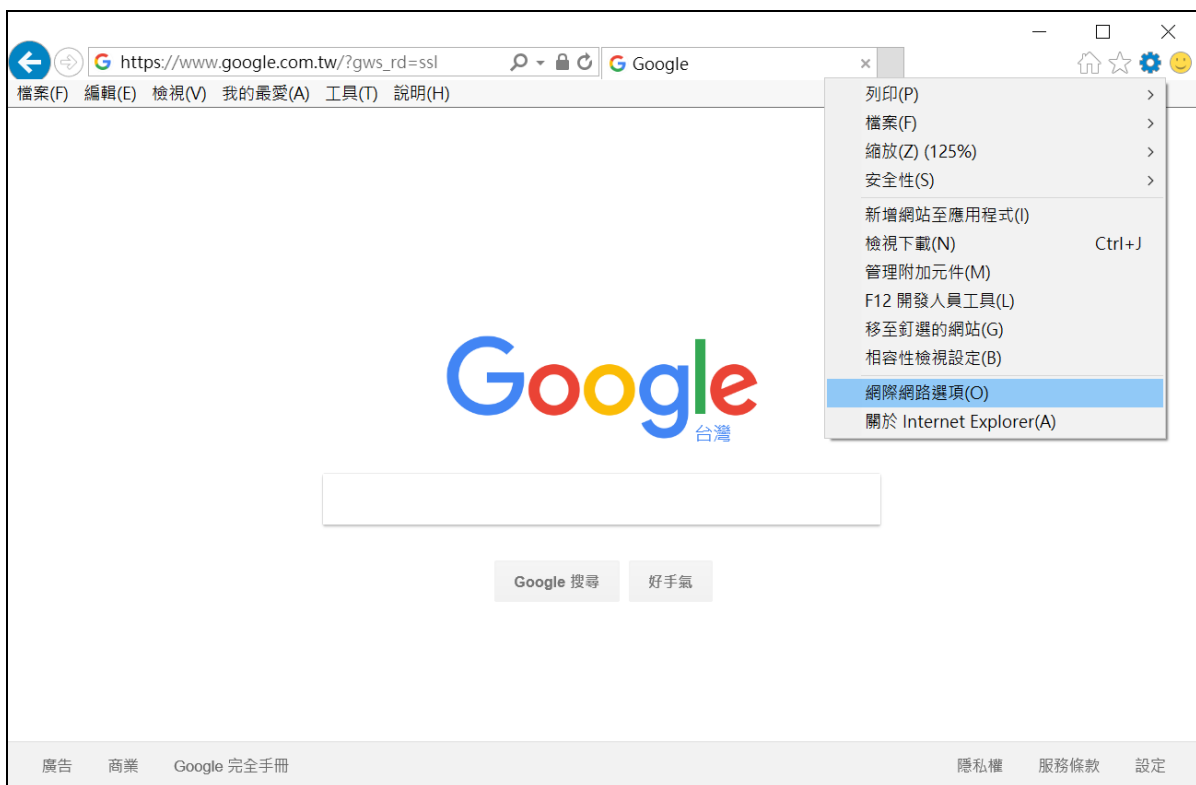 https://www.google.com.tw/?gws_rd=ssl
Google
檔案(F) 編輯(E) 檢視(V) 我的最愛(A) 工具(T) 說明(H)
列印(P)
檔案(F)
縮放(Z) (125%)
安全性(S)
新增網站至應用程式(I)
檢視下載(N) Ctrl+J
管理附加元件(M)
F12 開發人員工具(L)
移至釘選的網站(G)
相容性檢視設定(B)
網際網路選項(O)
關於 Internet Explorer(A)
Google
台灣
Google 搜尋 好手氣
廣告 商業 Google 完全手冊 隱私權 服務條款 設定